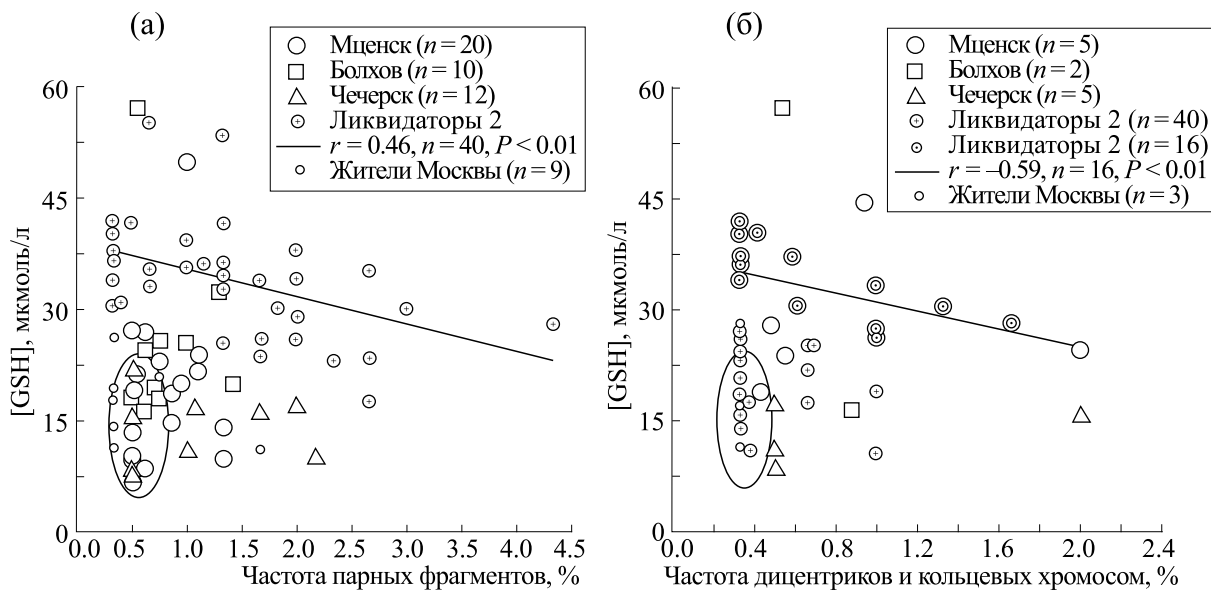 (а)
Мценск (n = 20)
Болхов (n = 10)
Чечерск (n = 12)
Ликвидаторы 2
r = 0.46, n = 40, P < 0.01
Жители Москвы (n = 9)
60
45
30
15
0
[GSH], мкмоль/л
0.0 0.5 1.0 1.5 2.0 2.5 3.0 3.5 4.0 4.5
Частота парных фрагментов, %
(б)
Мценск (n = 5)
Болхов (n = 2)
Чечерск (n = 5)
Ликвидаторы 2 (n = 40)
Ликвидаторы 2 (n = 16)
r = –0.59, n = 16, P < 0.01
Жители Москвы (n = 3)
60
45
30
15
0
[GSH], мкмоль/л
0.0 0.4 0.8 1.2 1.6 2.0 2.4
Частота дицентриков и кольцевых хромосом, %